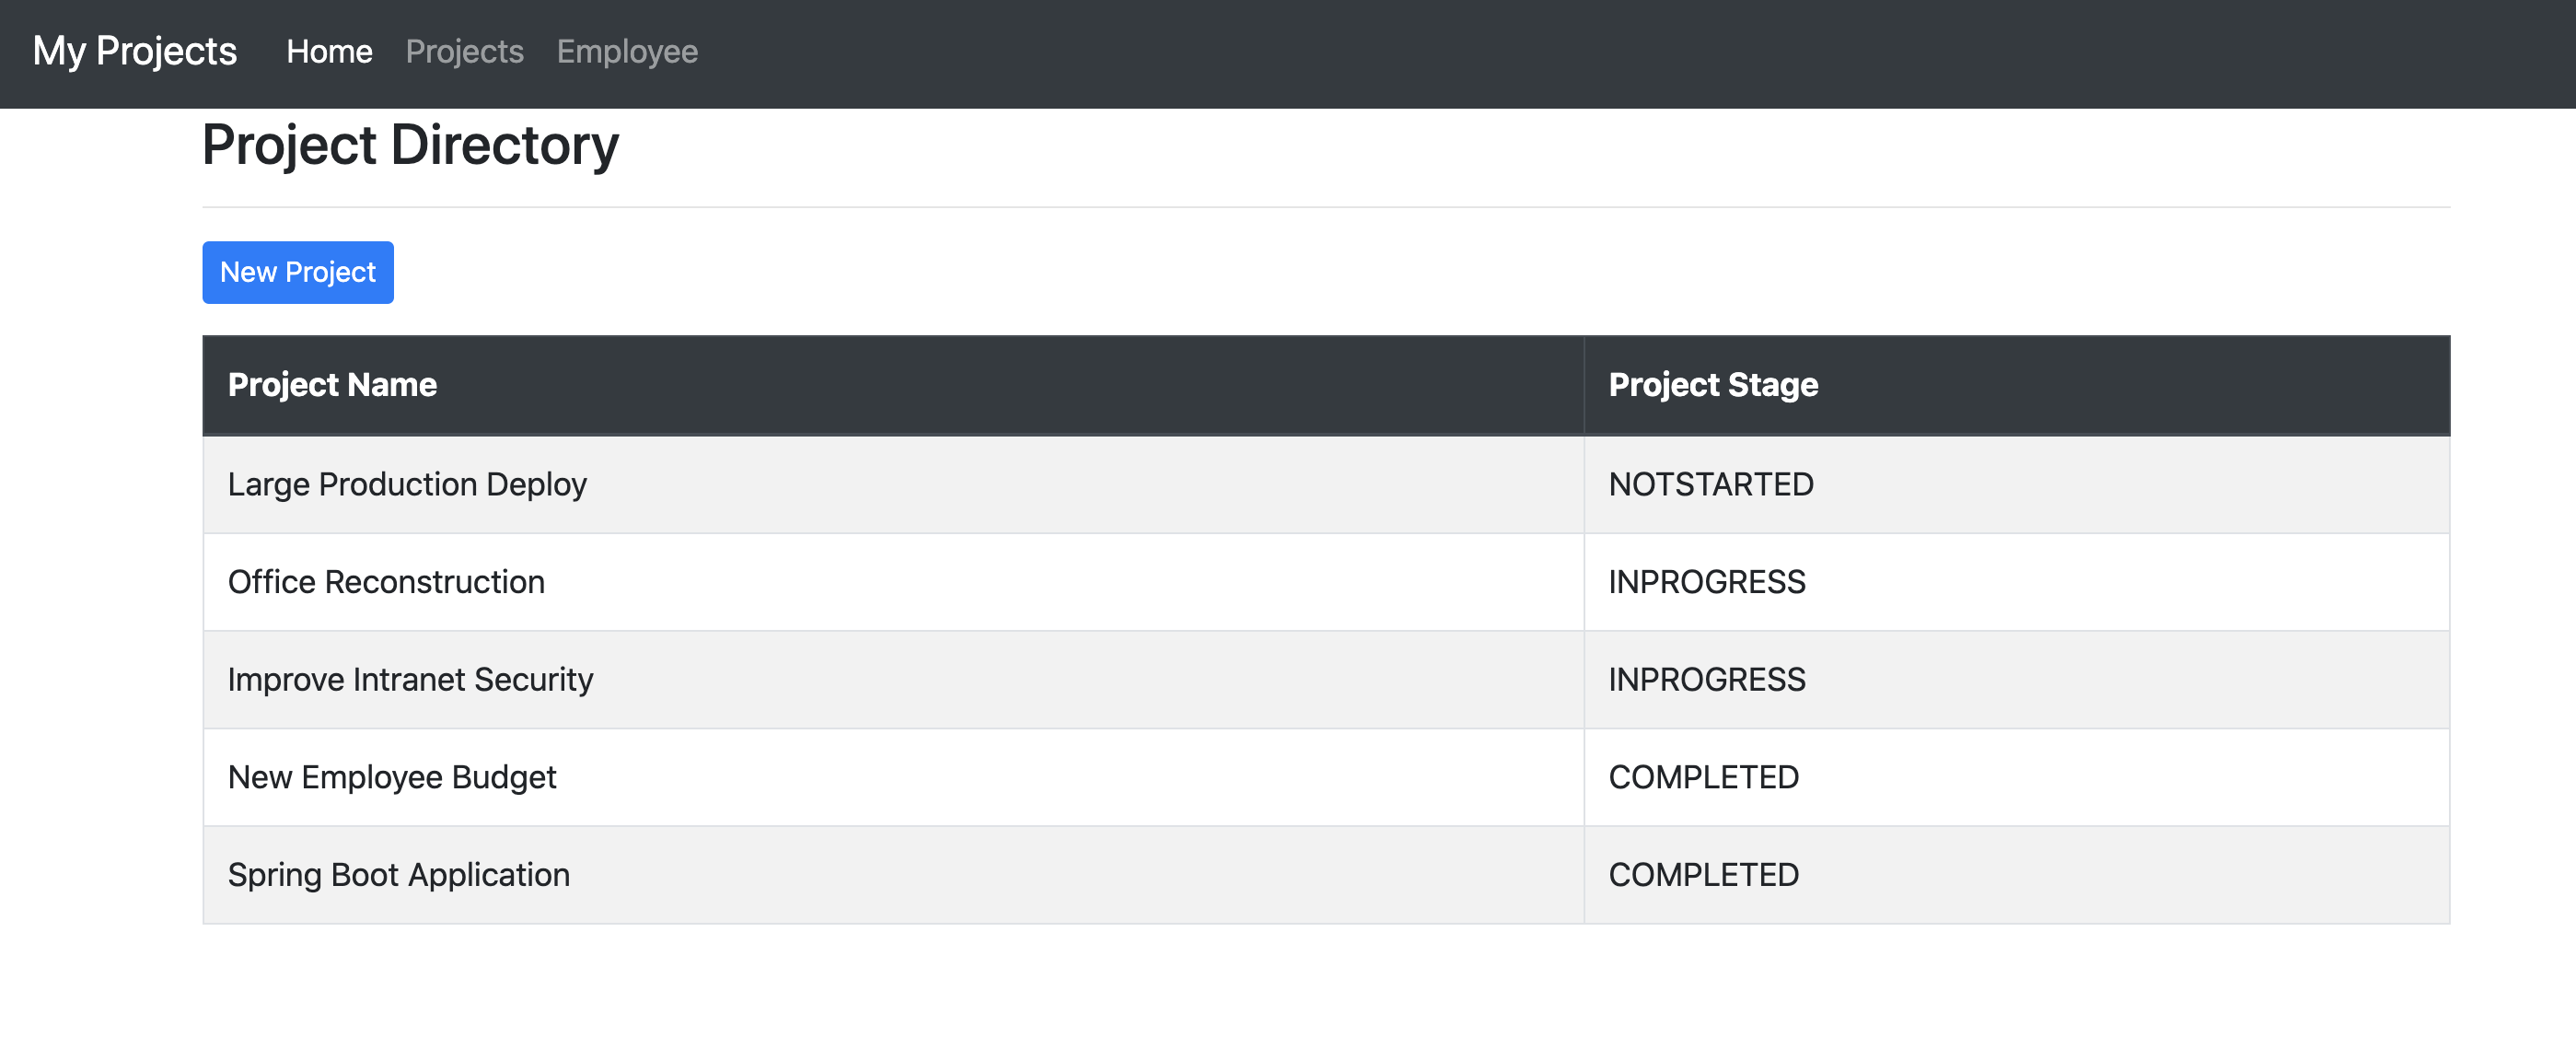 My Projects Home Projects Employee
Project Directory
New Project
Project Name Project Stage
Large Production Deploy NOTSTARTED
Office Reconstruction INPROGRESS
Improve Intranet Security INPROGRESS
New Employee Budget COMPLETED
Spring Boot Application COMPLETED